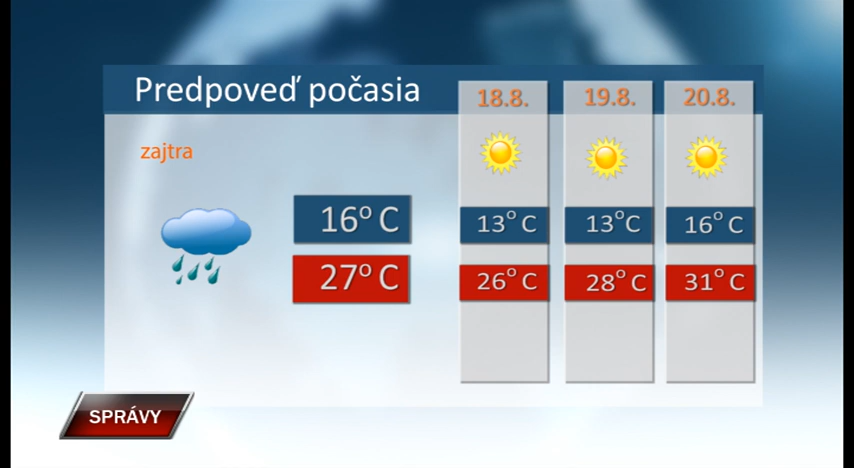 Predpoveď počasia
zajtra
16° C
27° C
18.8.
13° C
26° C
19.8.
13°C
28° C
20.8.
16° C
31° C
SPRÁVY